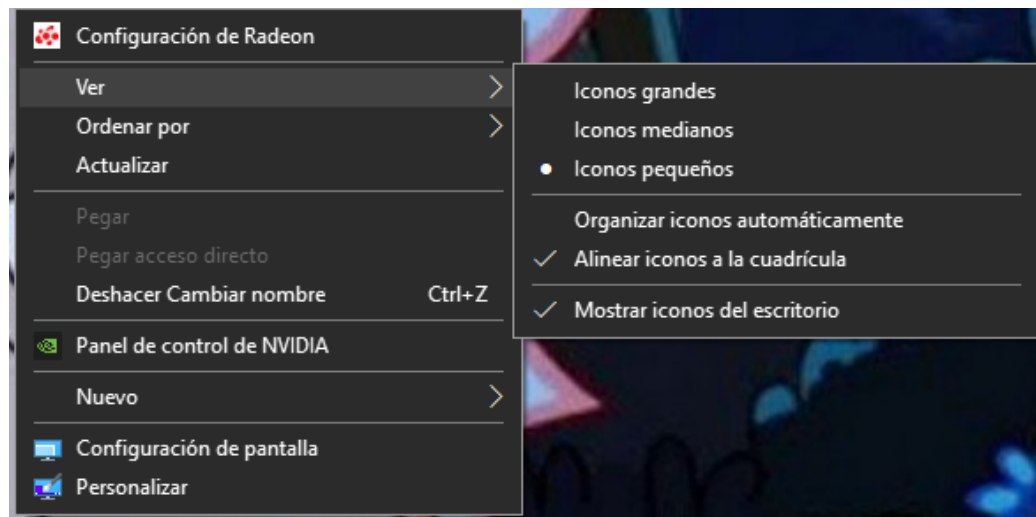 Configuración de Radeon
Ver
Ordenar por
Actualizar
Pegar
Pegar acceso directo
Deshacer Cambiar nombre Ctrl+Z
Panel de control de NVIDIA
Nuevo
Configuración de pantalla
Personalizar
Iconos grandes
Iconos medianos
Iconos pequeños
Organizar iconos automáticamente
Alinear iconos a la cuadrícula
Mostrar iconos del escritorio